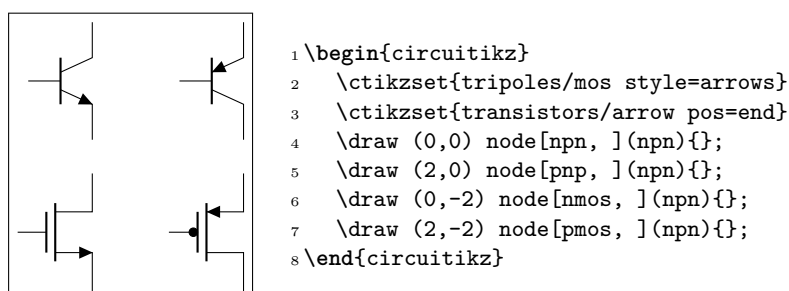 1 \begin{circuitikz}
2 \ctikzset{tripoles/mos style=arrows}
3 \ctikzset{transistors/arrow pos=end}
4 \draw (0,0) node[npn, ](npn){};
5 \draw (2,0) node[pnp, ](npn){};
6 \draw (0,-2) node[nmos, ](npn){};
7 \draw (2,-2) node[pmos, ](npn){};
8 \end{circuitikz}